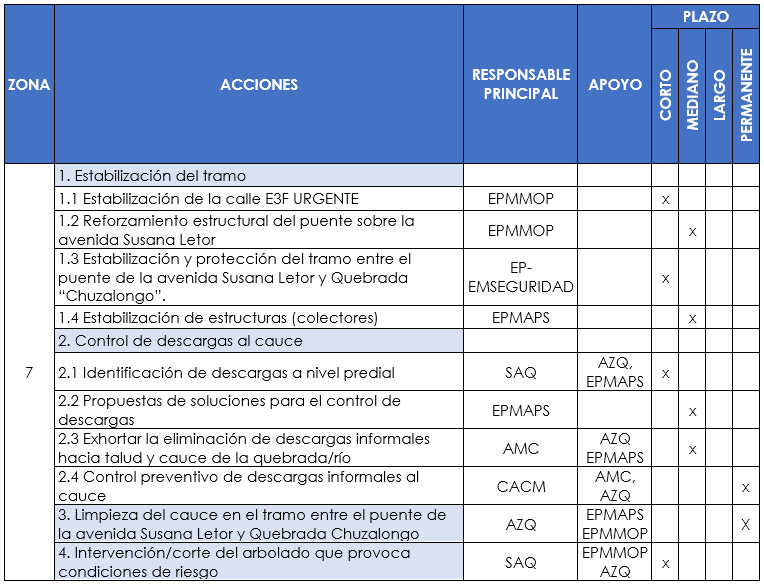 ZONA
ACCIONES
RESPONSABLE
PRINCIPAL
APOYO
PLAZO
CORTO
MEDIANO
LARGO
PERMANENTE
7
1. Estabilización del tramo
1.1 Estabilización de la calle E3F URGENTE
EPMMOP
x
1.2 Reforzamiento estructural del puente sobre la
avenida Susana Letor
EPMMOP
x
1.3 Estabilización y protección del tramo entre el
puente de la avenida Susana Letor y Quebrada
“Chuzalongo”.
EP-
EMSEGURIDAD
x
1.4 Estabilización de estructuras (colectores)
EPMAPS
x
2. Control de descargas al cauce
2.1 Identificación de descargas a nivel predial
SAQ
AZQ,
EPMAPS
x
2.2 Propuestas de soluciones para el control de
descargas
EPMAPS
x
2.3 Exhortar la eliminación de descargas informales
hacia talud y cauce de la quebrada/río
AMC
AZQ
EPMAPS
x
2.4 Control preventivo de descargas informales al
cauce
CACM
AMC,
AZQ
x
3. Limpieza del cauce en el tramo entre el puente de
la avenida Susana Letor y Quebrada Chuzalongo
AZQ
EPMAPS
EPMMOP
X
4. Intervención/corte del arbolado que provoca
condiciones de riesgo
SAQ
EPMMOP
AZQ
x